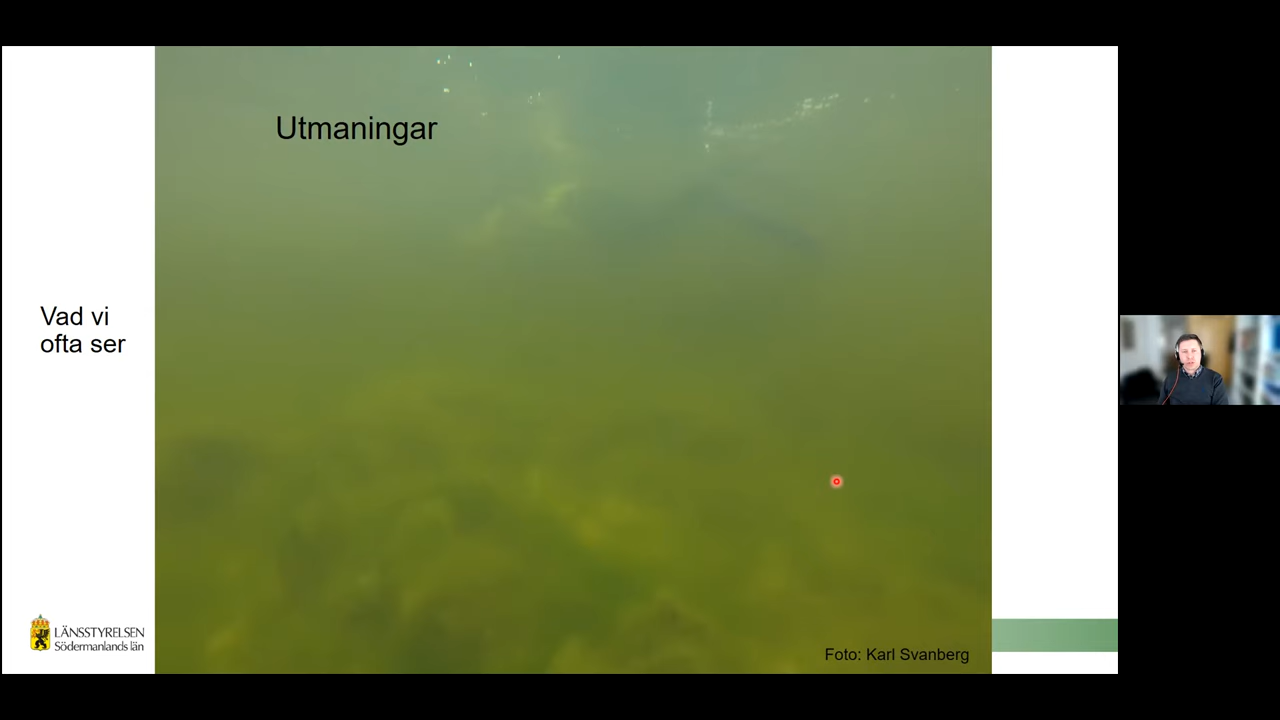 Utmaningar
Vad vi
ofta ser
LÄNSSTYRELSEN
Södermanlands län
Foto: Karl Svanberg